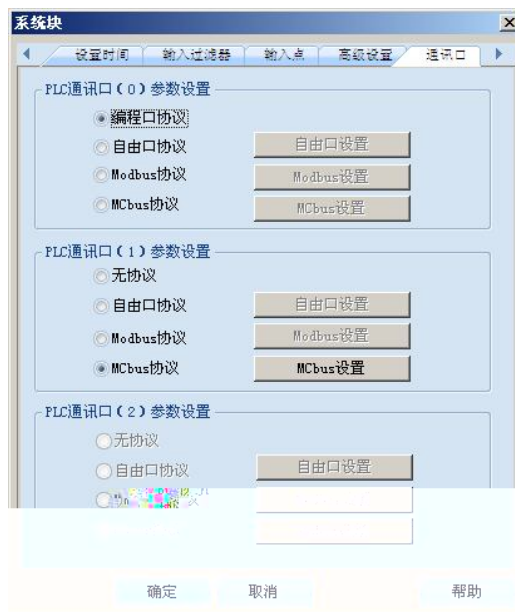 系统块
设置时间 输入过滤器 输入点 高级设置 通讯口
PLC通讯口(0)参数设置
编程口协议
自由口协议 自由口设置
Modbus协议 Modbus设置
MCbus协议 MCbus设置
PLC通讯口(1)参数设置
无协议
自由口协议 自由口设置
Modbus协议 Modbus设置
MCbus协议 MCbus设置
PLC通讯口(2)参数设置
无协议
自由口协议 自由口设置
确定 取消 帮助